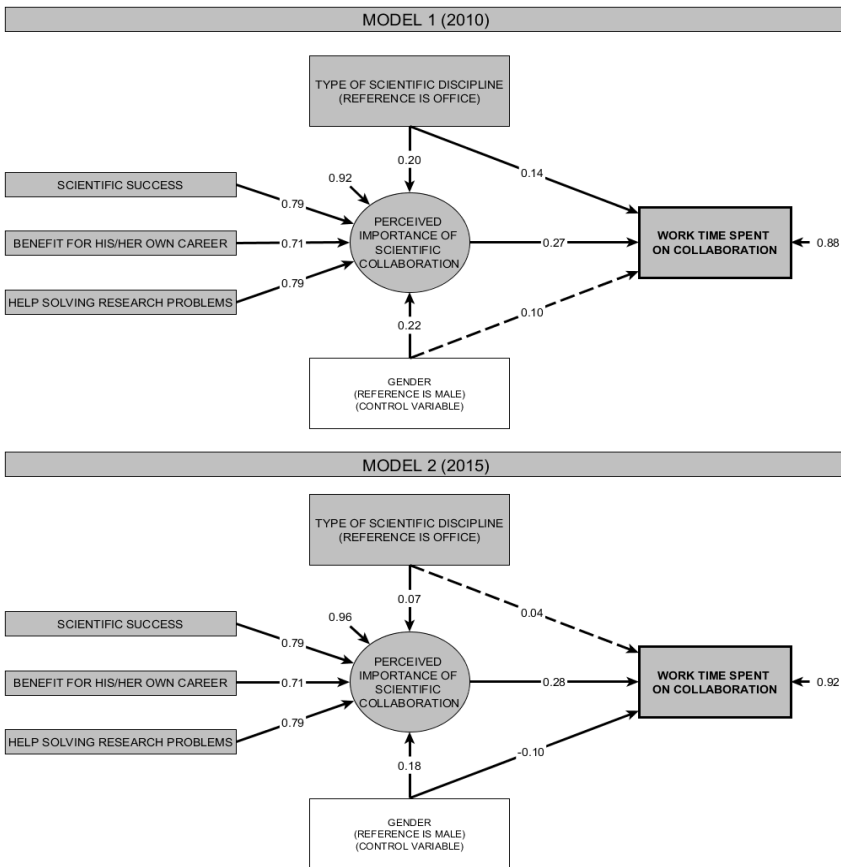 MODEL 1 (2010)
TYPE OF SCIENTIFIC DISCIPLINE
(REFERENCE IS OFFICE)
0.20
0.14
0.92
SCIENTIFIC SUCCESS
0.79
BENEFIT FOR HIS/HER OWN CAREER
0.71
HELP SOLVING RESEARCH PROBLEMS
0.79
PERCEIVED
IMPORTANCE OF
SCIENTIFIC
COLLABORATION
0.27
WORK TIME SPENT
ON COLLABORATION
0.88
0.22
0.10
GENDER
(REFERENCE IS MALE)
(CONTROL VARIABLE)
MODEL 2 (2015)
TYPE OF SCIENTIFIC DISCIPLINE
(REFERENCE IS OFFICE)
0.07
0.04
0.96
SCIENTIFIC SUCCESS
0.79
BENEFIT FOR HIS/HER OWN CAREER
0.71
HELP SOLVING RESEARCH PROBLEMS
0.79
PERCEIVED
IMPORTANCE OF
SCIENTIFIC
COLLABORATION
0.28
WORK TIME SPENT
ON COLLABORATION
0.92
0.18
-0.10
GENDER
(REFERENCE IS MALE)
(CONTROL VARIABLE)